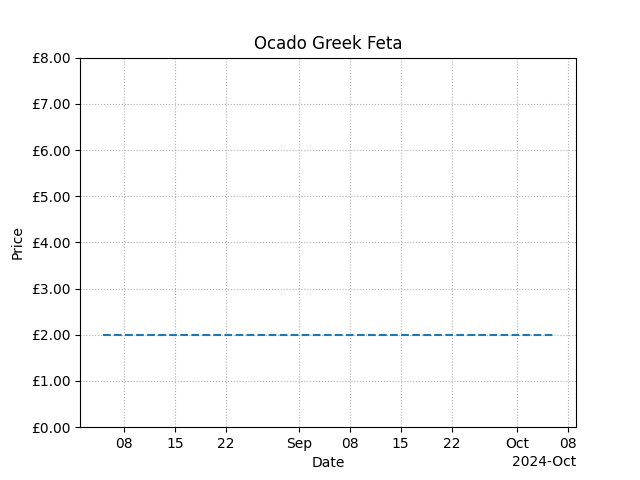 Ocado Greek Feta
£8.00
£7.00
£6.00
£5.00
£4.00
£3.00
£2.00
£1.00
£0.00
Price
08 15 22 Sep 08 15 22 Oct 08
Date
2024-Oct